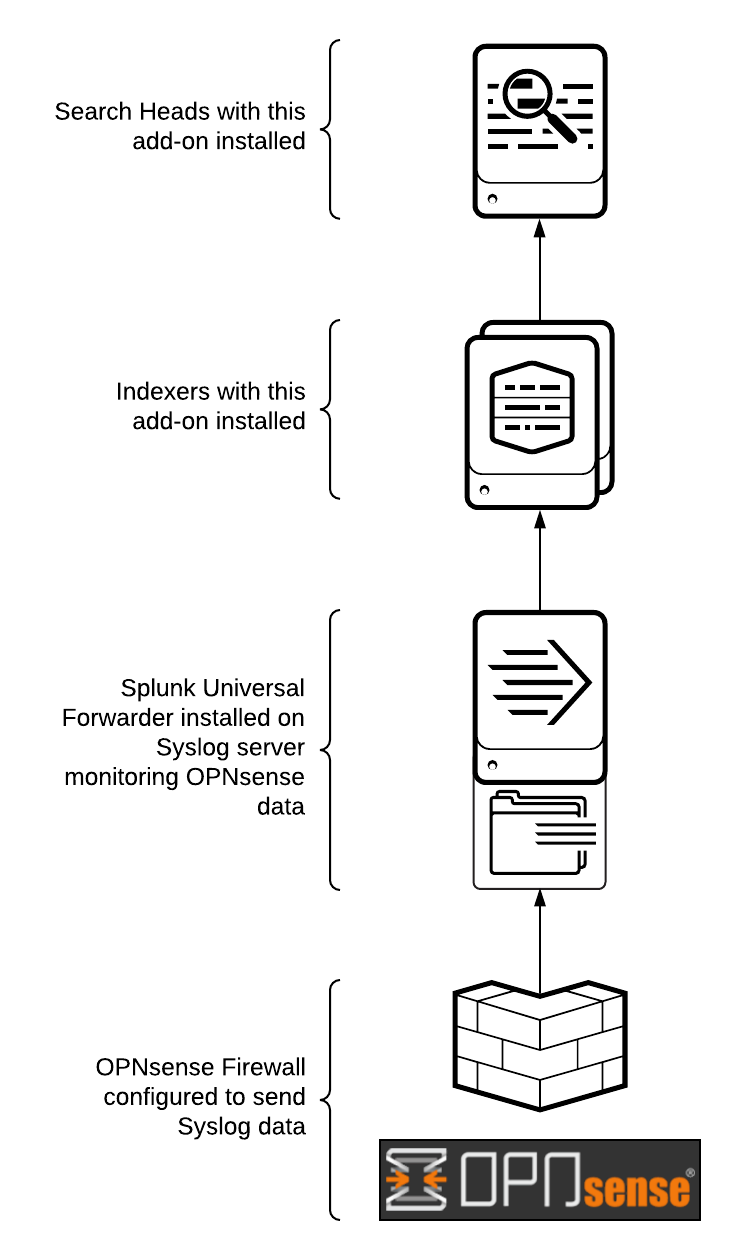 Search Heads with this
add-on installed
Indexers with this
add-on installed
Splunk Universal
Forwarder installed on
Syslog server
monitoring OPNsense
data
OPNsense Firewall
configured to send
Syslog data
OPNsense®